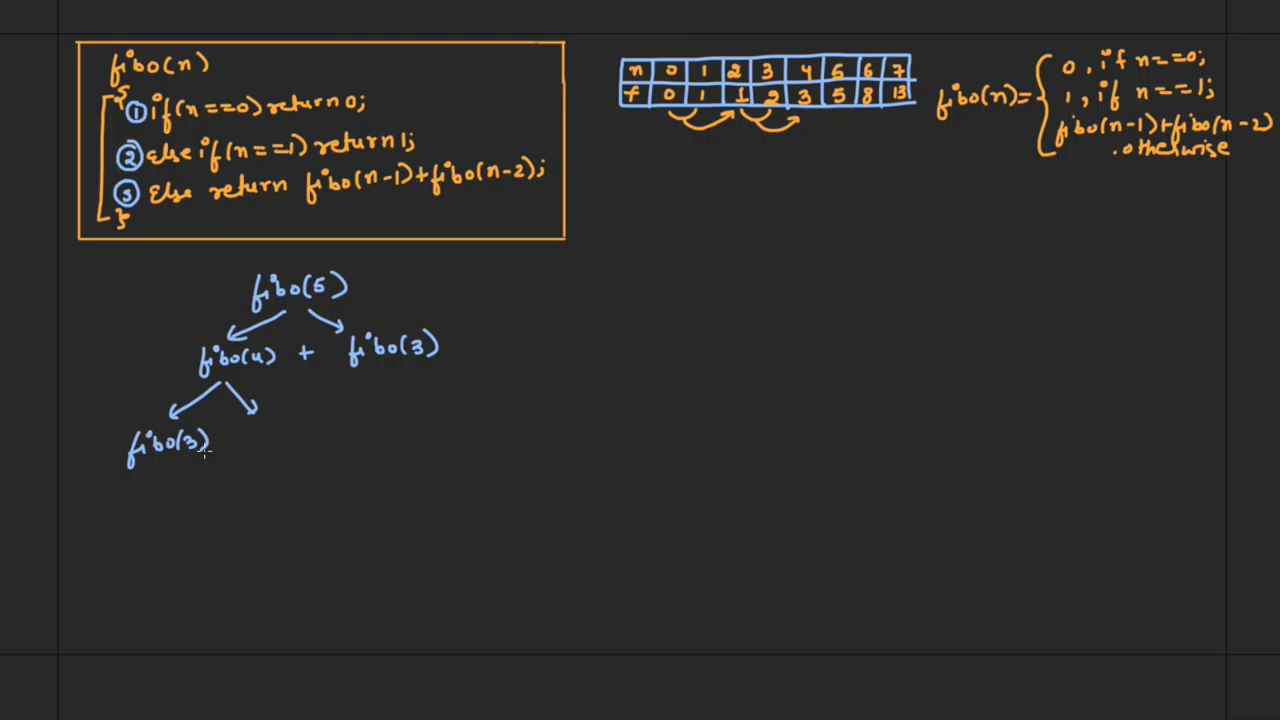 fibo(n)
{
① if(n==0) return 0;
② Else if(n==1) return 1;
③ Else return fibo(n-1)+fibo(n-2);
}
n 0 1 2 3 4 5 6 7
f 0 1 1 2 3 5 8 13
fibo(n)= { 0, if n==0;
1, if n==1;
fibo(n-1)+fibo(n-2)
, otherwise
fibo(5)
fibo(4) + fibo(3)
fibo(3)